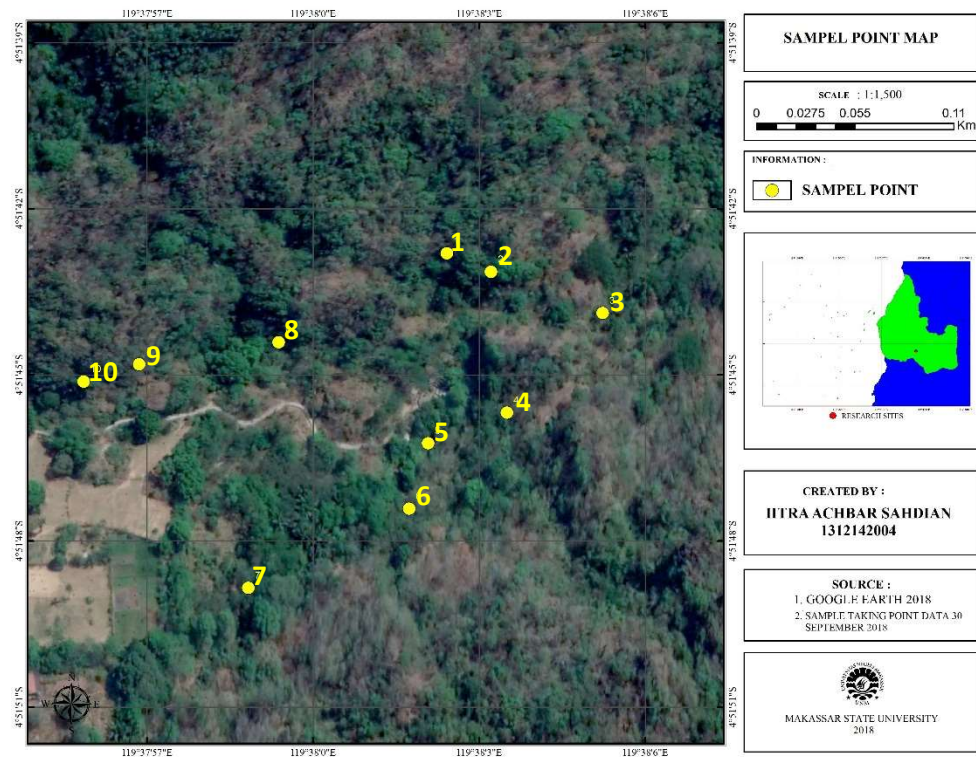 119°37'57"E 119°38'0"E 119°38'3"E 119°38'6"E
4°51'39"S 4°51'39"S
4°51'42"S 4°51'42"S
4°51'45"S 4°51'45"S
4°51'48"S 4°51'48"S
4°51'51"S 4°51'51"S
1
2
3
8
9
10
4
5
6
7
N
W E
119°37'57"E 119°38'0"E 119°38'3"E 119°38'6"E
SAMPEL POINT MAP
SCALE : 1:1,500
0 0.0275 0.055 0.11
Km
INFORMATION :
SAMPEL POINT
RESEARCH SITES
CREATED BY :
IITRA ACHBAR SAHDIAN
1312142004
SOURCE :
1. GOOGLE EARTH 2018
2. SAMPLE TAKING POINT DATA 30
SEPTEMBER 2018
MAKASSAR STATE UNIVERSITY
2018